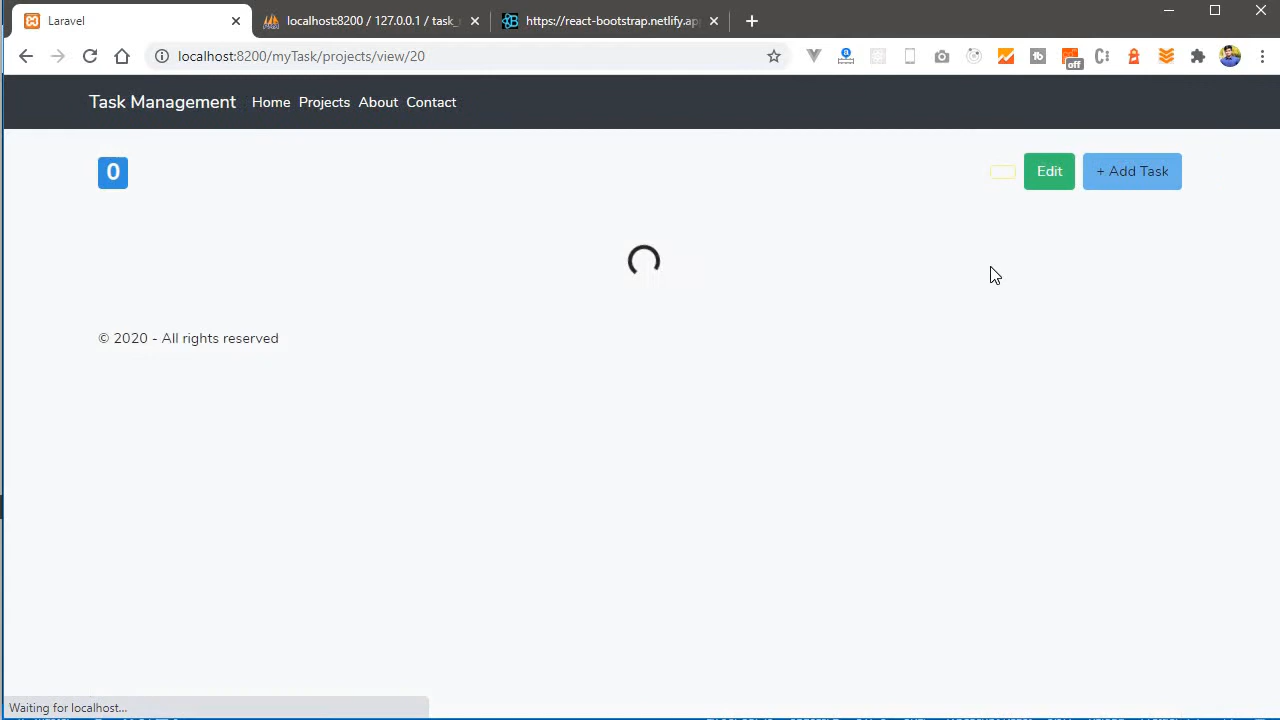 Laravel
localhost:8200 / 127.0.0.1 / task_
https://react-bootstrap.netlify.ap
localhost:8200/myTask/projects/view/20
off
Task Management Home Projects About Contact
0
Edit
+ Add Task
© 2020 - All rights reserved
Waiting for localhost...